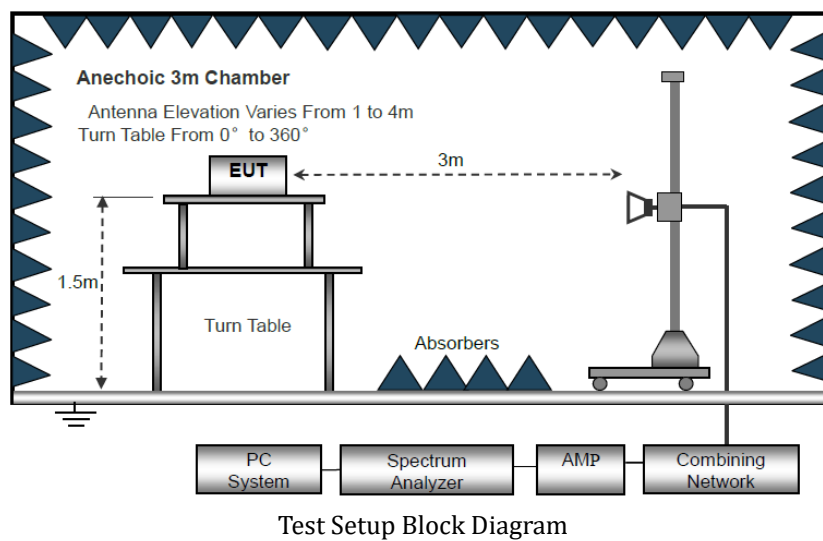 Anechoic 3m Chamber
Antenna Elevation Varies From 1 to 4m
Turn Table From 0° to 360°
EUT
3m
1.5m
Turn Table
Absorbers
PC
System
Spectrum
Analyzer
AMP
Combining
Network
Test Setup Block Diagram